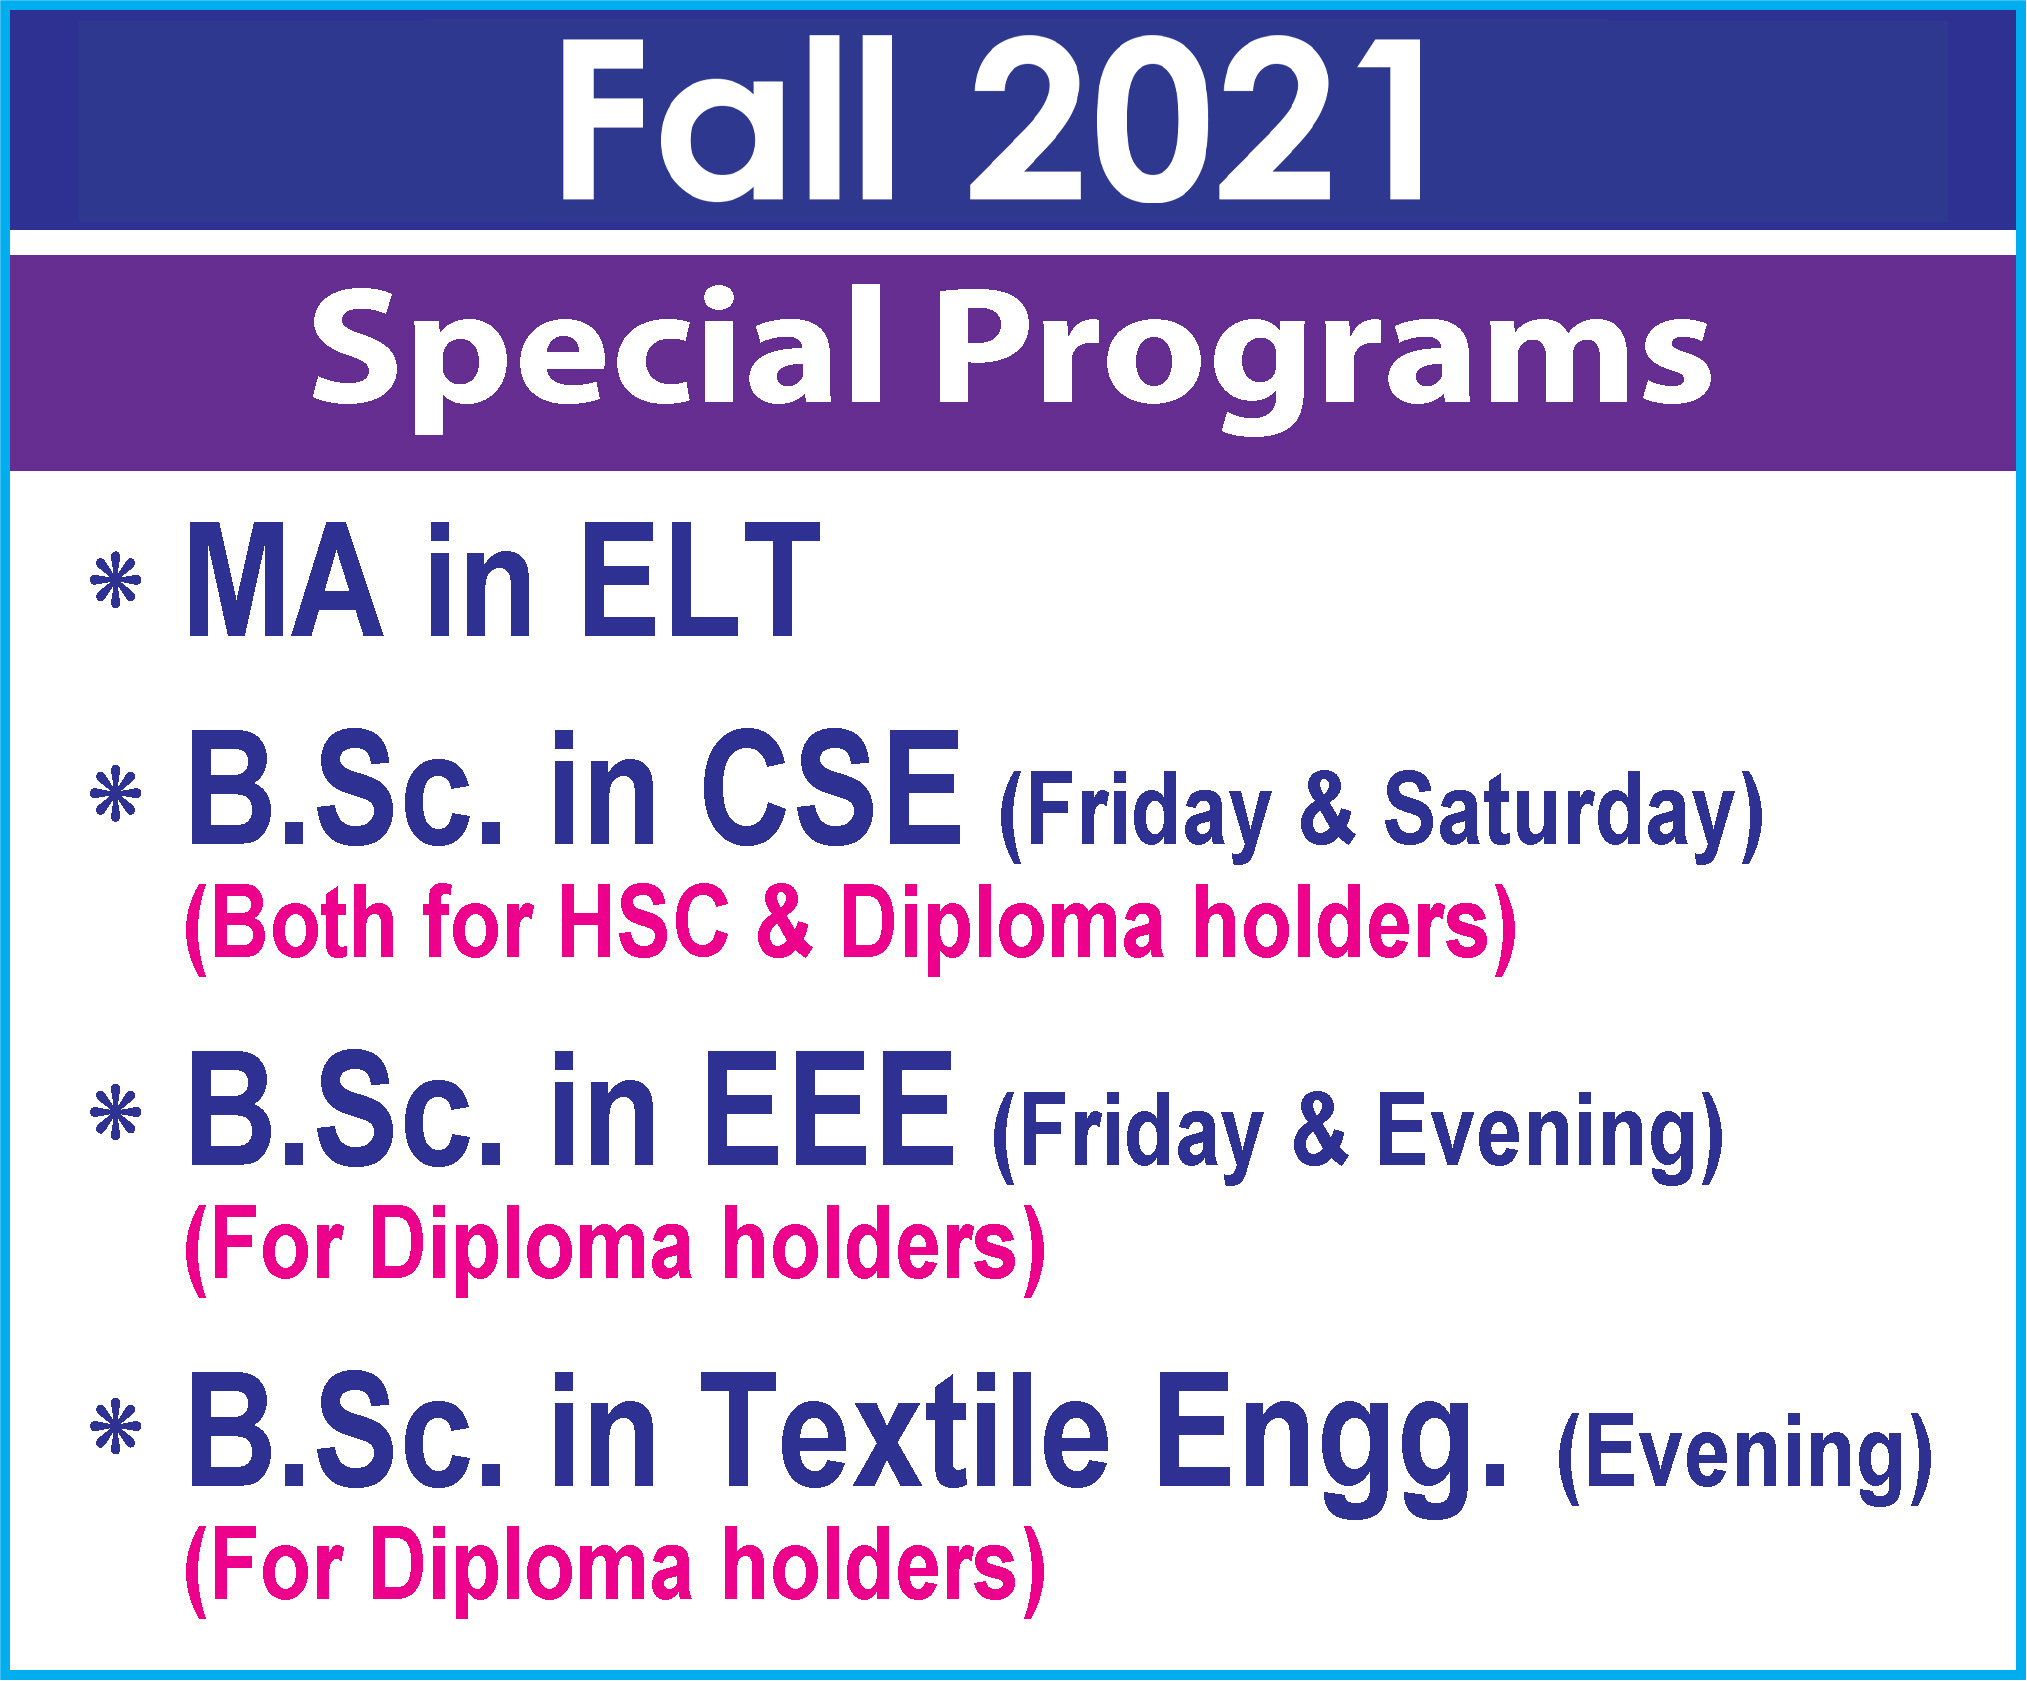 Fall 2021
Special Programs
* MA in ELT
* B.Sc. in CSE (Friday & Saturday)
(Both for HSC & Diploma holders)
* B.Sc. in EEE (Friday & Evening)
(For Diploma holders)
* B.Sc. in Textile Engg. (Evening)
(For Diploma holders)